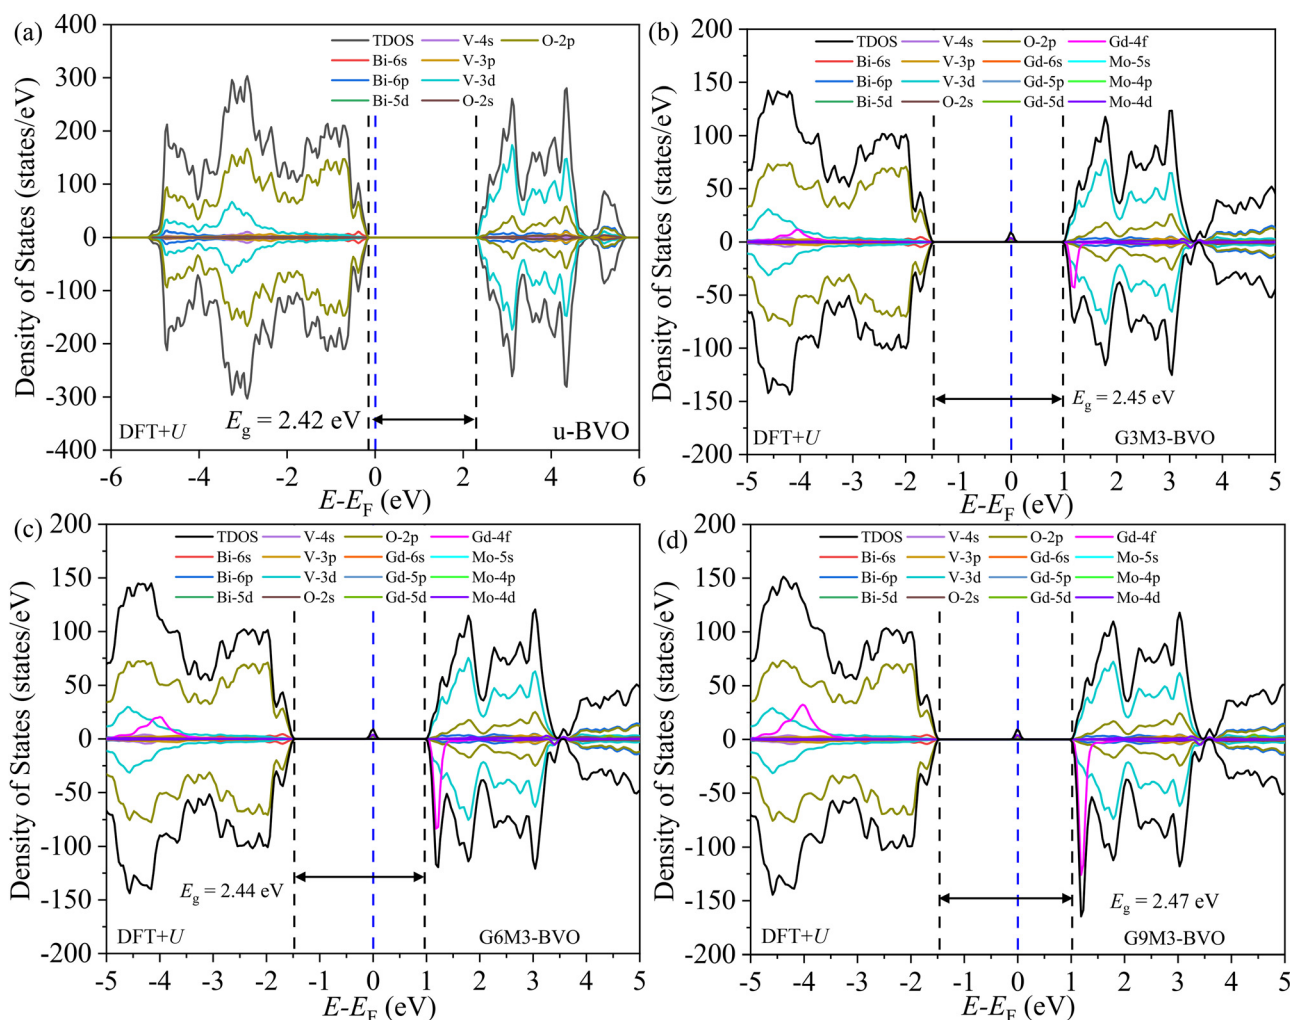 (a)
400
300
200
100
0
-100
-200
-300
-400
Density of States (states/eV)
TDOS V-4s O-2p
Bi-6s V-3p
Bi-6p V-3d
Bi-5d O-2s
DFT+U
Eg = 2.42 eV
u-BVO
-6 -4 -2 0 2 4 6
E-EF (eV)
(b)
200
150
100
50
0
-50
-100
-150
-200
Density of States (states/eV)
TDOS V-4s O-2p Gd-4f
Bi-6s V-3p Gd-6s Mo-5s
Bi-6p V-3d Gd-5p Mo-4p
Bi-5d O-2s Gd-5d Mo-4d
Eg = 2.45 eV
DFT+U
G3M3-BVO
-5 -4 -3 -2 -1 0 1 2 3 4 5
E-EF (eV)
(c)
200
150
100
50
0
-50
-100
-150
-200
Density of States (states/eV)
TDOS V-4s O-2p Gd-4f
Bi-6s V-3p Gd-6s Mo-5s
Bi-6p V-3d Gd-5p Mo-4p
Bi-5d O-2s Gd-5d Mo-4d
Eg = 2.44 eV
DFT+U
G6M3-BVO
-5 -4 -3 -2 -1 0 1 2 3 4 5
E-EF (eV)
(d)
200
150
100
50
0
-50
-100
-150
-200
Density of States (states/eV)
TDOS V-4s O-2p Gd-4f
Bi-6s V-3p Gd-6s Mo-5s
Bi-6p V-3d Gd-5p Mo-4p
Bi-5d O-2s Gd-5d Mo-4d
Eg = 2.47 eV
DFT+U
G9M3-BVO
-5 -4 -3 -2 -1 0 1 2 3 4 5
E-EF (eV)